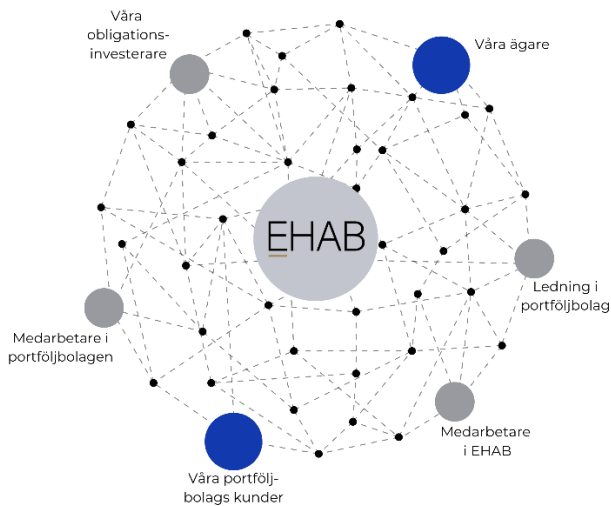 Våra
obligations-
investerare
Våra ägare
EHAB
Ledning i
portföljbolag
Medarbetare i
portföljbolagen
Medarbetare
i EHAB
Våra portfölj-
bolags kunder